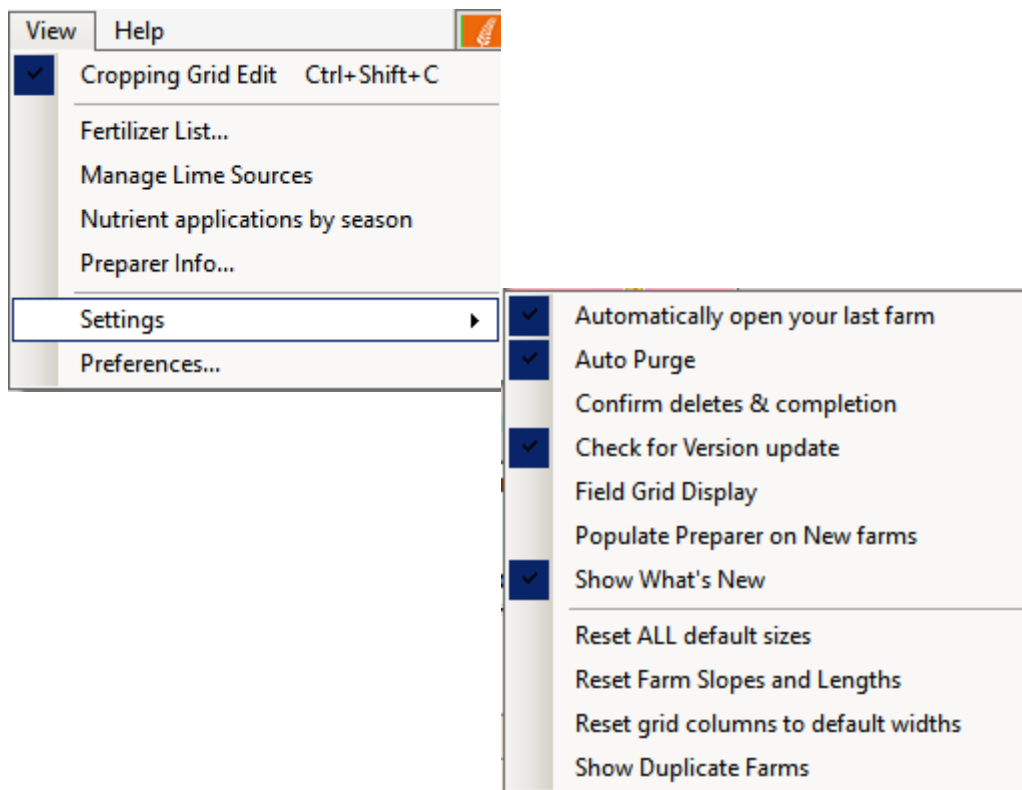 View Help
Cropping Grid Edit Ctrl+Shift+C
Fertilizer List...
Manage Lime Sources
Nutrient applications by season
Preparer Info...
Settings
Preferences...
Automatically open your last farm
Auto Purge
Confirm deletes & completion
Check for Version update
Field Grid Display
Populate Preparer on New farms
Show What's New
Reset ALL default sizes
Reset Farm Slopes and Lengths
Reset grid columns to default widths
Show Duplicate Farms